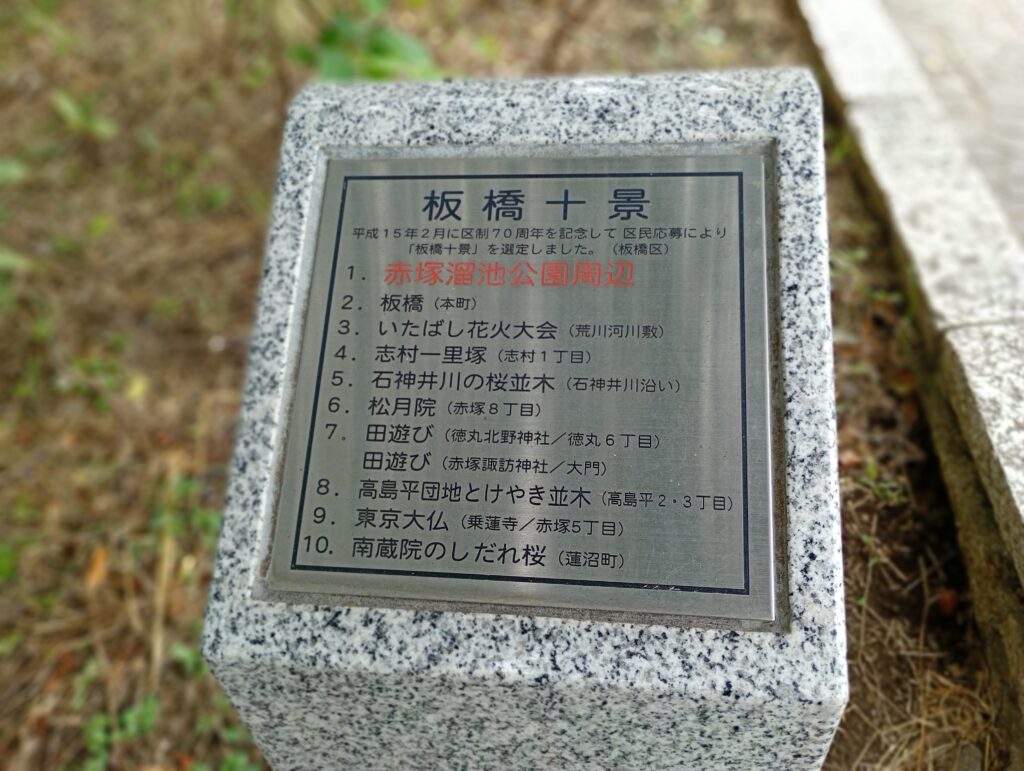 板橋十景
平成15年2月に区制70周年を記念して 区民応募により
「板橋十景」を選定しました。（板橋区）
1. 赤塚溜池公園周辺
2. 板橋（本町）
3. いたばし花火大会（荒川河川敷）
4. 志村一里塚（志村1丁目）
5. 石神井川の桜並木（石神井川沿い）
6. 松月院（赤塚8丁目）
7. 田遊び（徳丸北野神社／徳丸6丁目）
田遊び（赤塚諏訪神社／大門）
8. 高島平団地とけやき並木（高島平2・3丁目）
9. 東京大仏（乗蓮寺／赤塚5丁目）
10. 南蔵院のしだれ桜（蓮沼町）